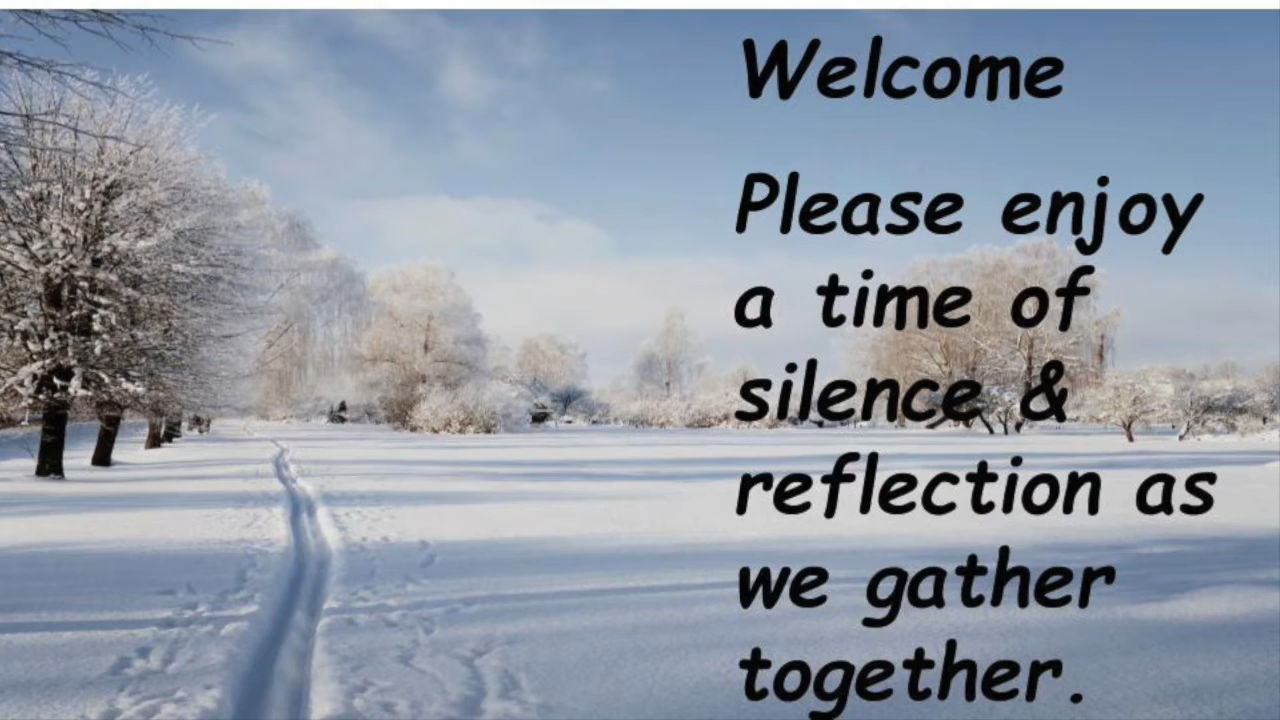 Welcome
Please enjoy
a time of
silence &
reflection as
we gather
together.